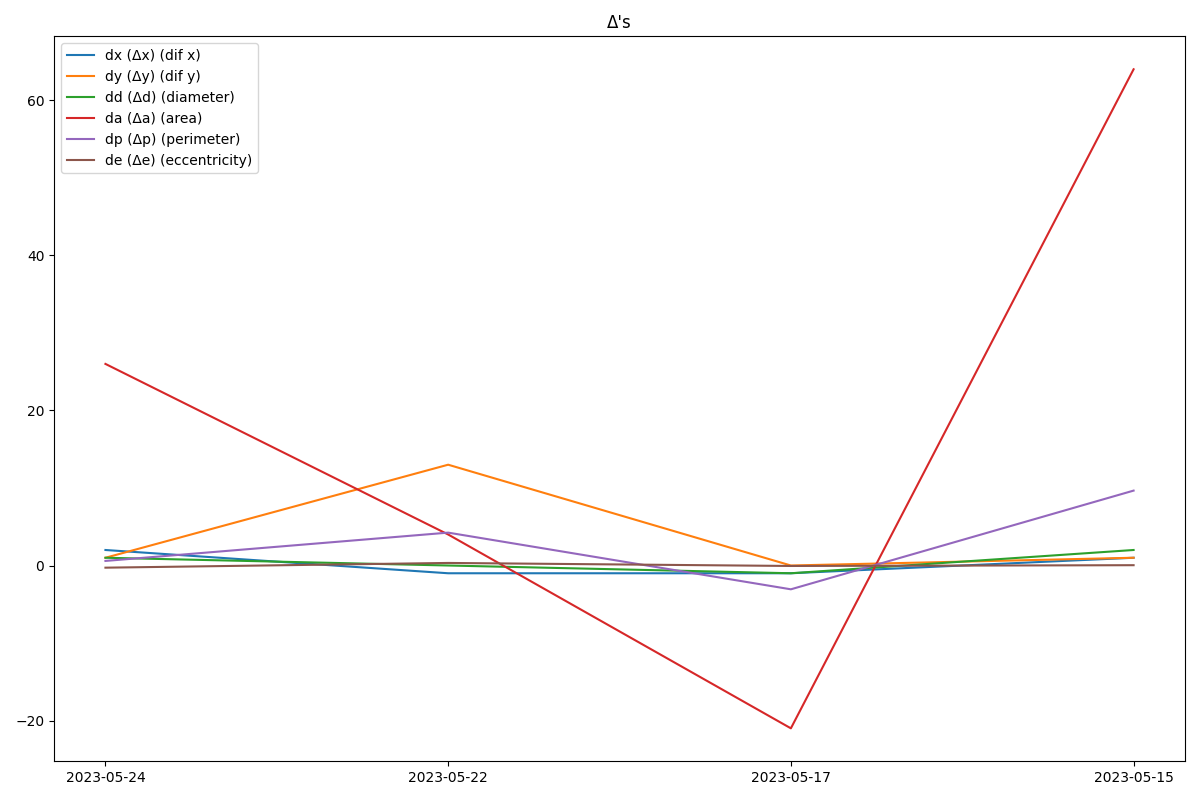 Δ's
dx (Δx) (dif x)
dy (Δy) (dif y)
dd (Δd) (diameter)
da (Δa) (area)
dp (Δp) (perimeter)
de (Δe) (eccentricity)
60
40
20
0
−20
2023-05-24 2023-05-22 2023-05-17 2023-05-15